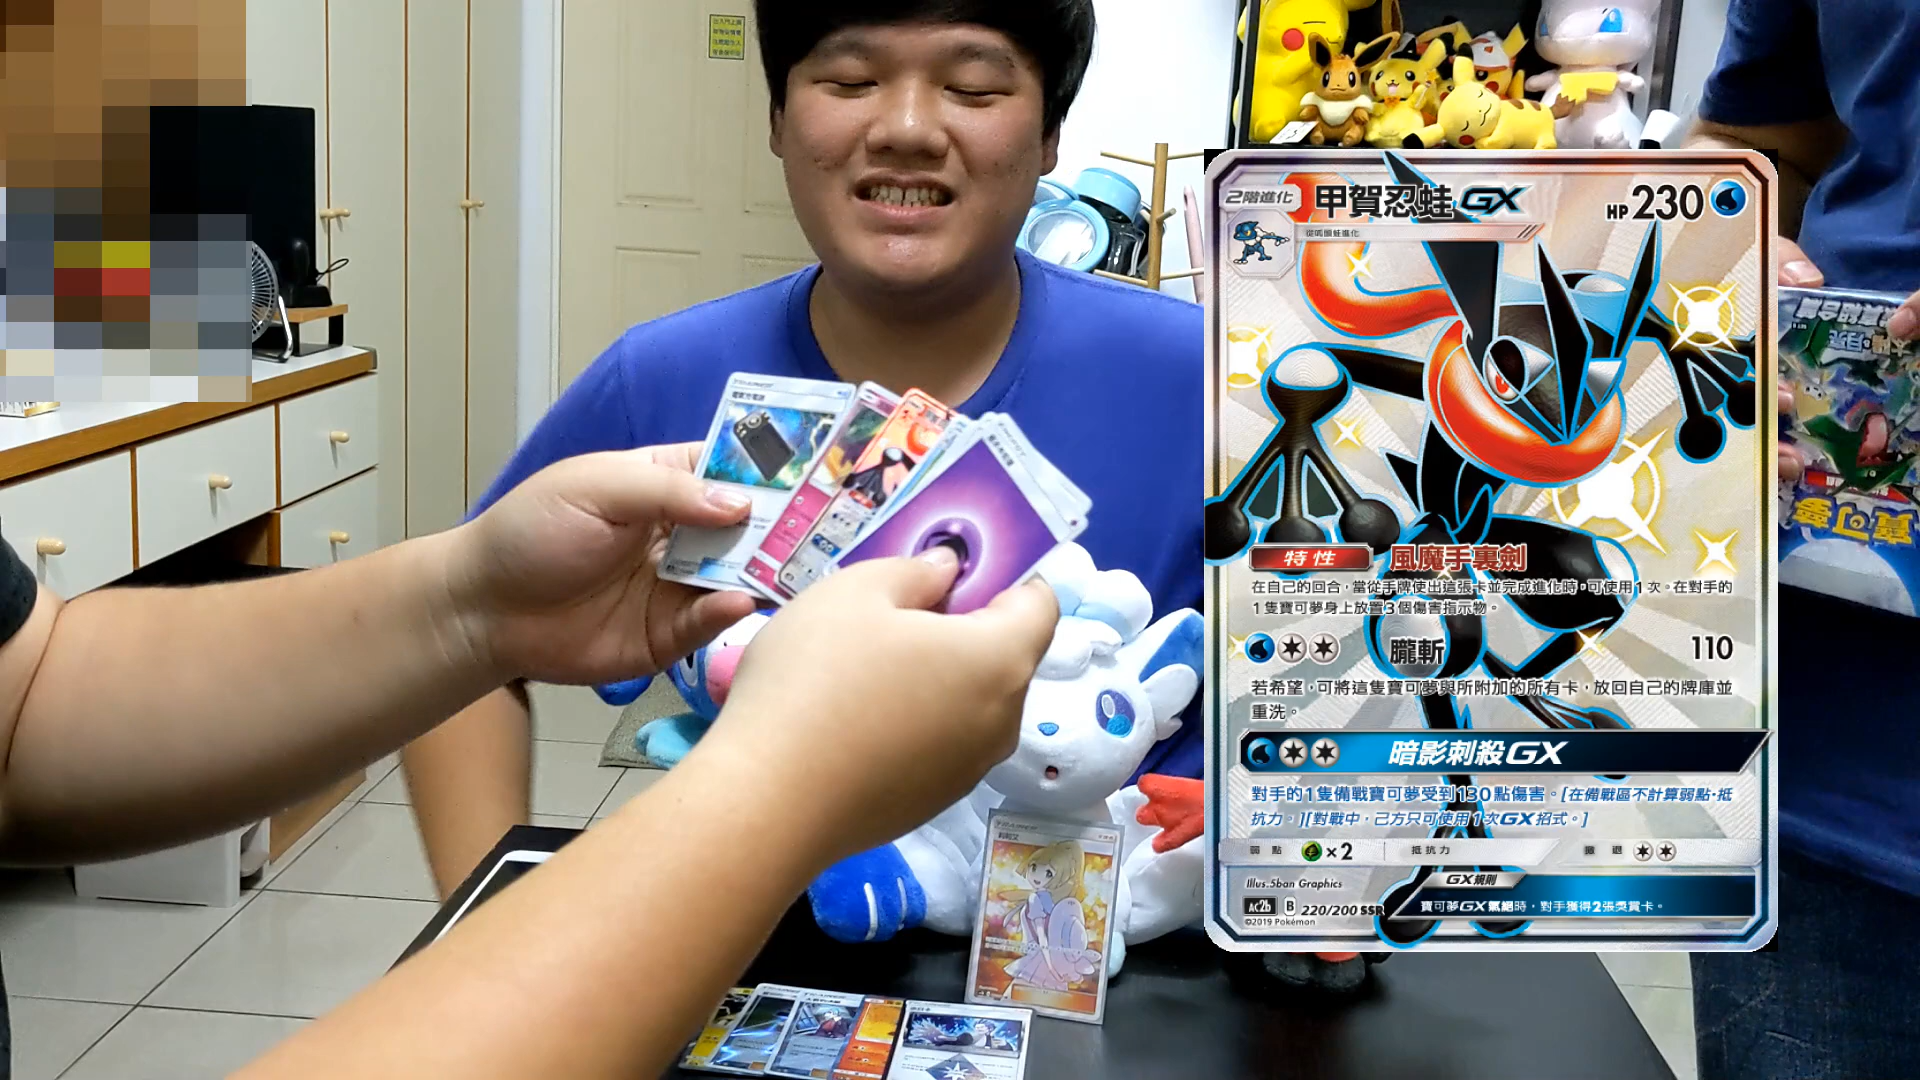 2階進化
甲賀忍蛙GX
HP 230
從呱頭蛙進化
特性
風魔手裏劍
在自己的回合,當從手牌使出這張卡並完成進化時,可使用1次。在對手的
1隻寶可夢身上放置3個傷害指示物。
朧斬
110
若希望,可將這隻寶可夢與所附加的所有卡,放回自己的牌庫並
重洗。
暗影刺殺GX
對手的1隻備戰寶可夢受到130點傷害。[在備戰區不計算弱點·抵
抗力。][對戰中,己方只可使用1次GX招式。]
弱點
×2
抵抗力
撤退
Illus.5ban Graphics
GX規則
AC2b B 220/200 SSR
寶可夢GX氣絕時,對手獲得2張獎賞卡。
©2019 Pokémon
TRAINER
寶可夢